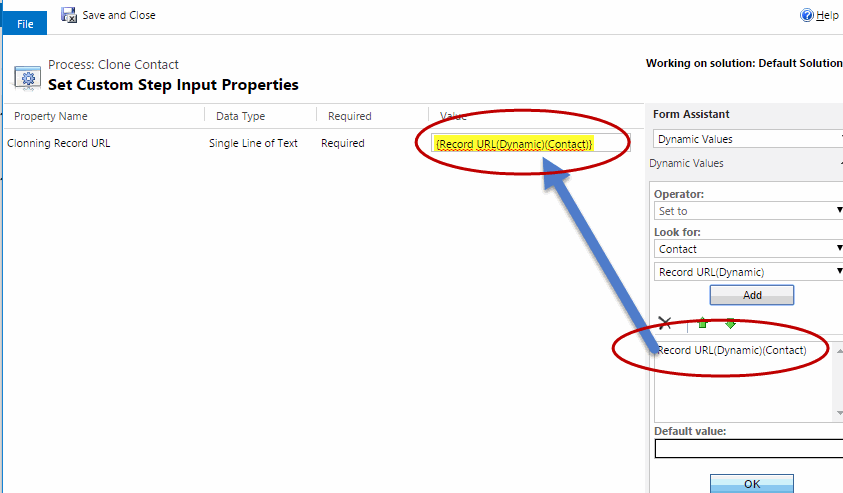 File
Save and Close
Help
Process: Clone Contact
Set Custom Step Input Properties
Working on solution: Default Solution
Property Name
Data Type
Required
Value
Clonning Record URL
Single Line of Text
Required
{Record URL(Dynamic)(Contact)}
Form Assistant
Dynamic Values
Dynamic Values
Operator:
Set to
Look for:
Contact
Record URL(Dynamic)
Add
Record URL(Dynamic)(Contact)
Default value:
OK